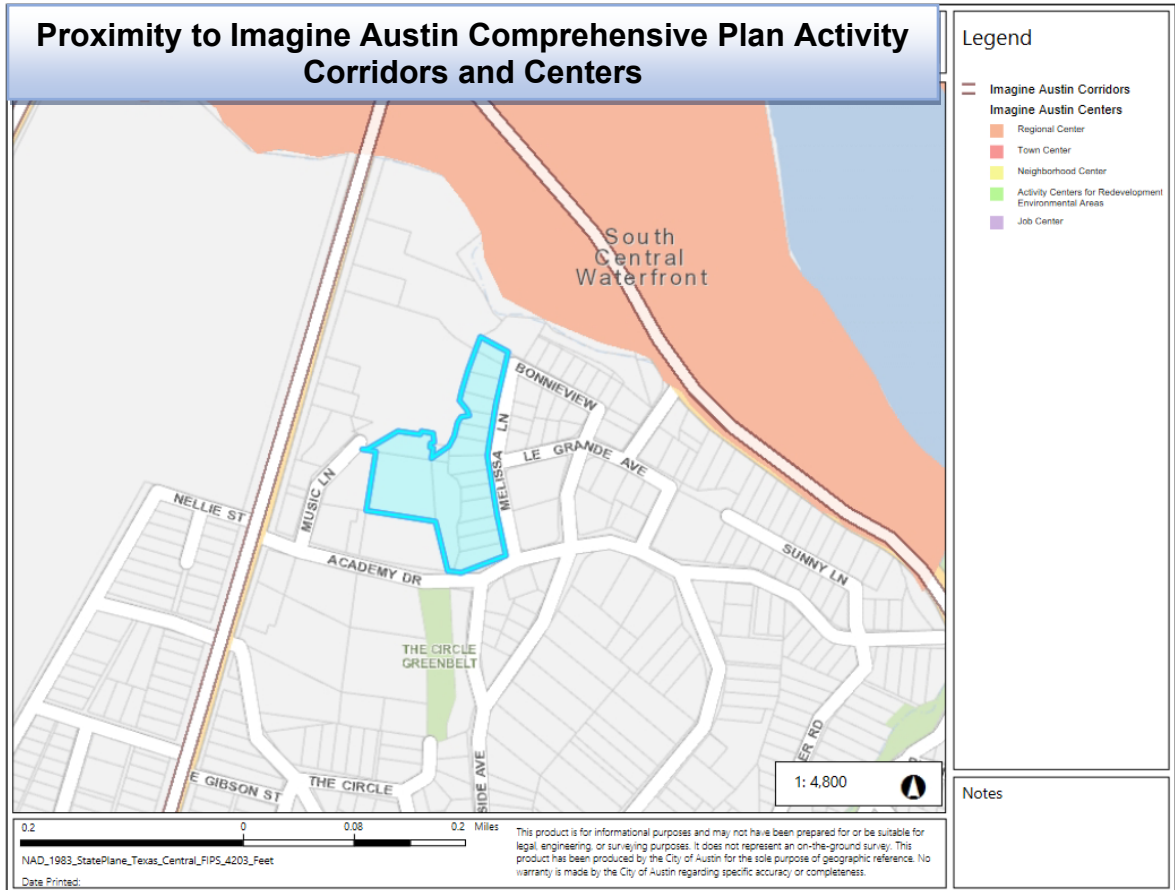 Proximity to Imagine Austin Comprehensive Plan Activity
Corridors and Centers
Legend
Imagine Austin Corridors
Imagine Austin Centers
Regional Center
Town Center
Neighborhood Center
Activity Centers for Redevelopment
Environmental Areas
Job Center
South
Central
Waterfront
BONNIEVIEW
MELISSA LN
LE GRANDE AVE
MUSIC LN
NELLIE ST
ACADEMY DR
SUNNY LN
THE CIRCLE
GREENBELT
E GIBSON ST
THE CIRCLE
SIDE AVE
ER RD
1: 4,800
Notes
0.2 0 0.08 0.2 Miles
NAD_1983_StatePlane_Texas_Central_FIPS_4203_Feet
Date Printed:
This product is for informational purposes and may not have been prepared for or be suitable for
legal, engineering, or surveying purposes. It does not represent an on-the-ground survey. This
product has been produced by the City of Austin for the sole purpose of geographic reference. No
warranty is made by the City of Austin regarding specific accuracy or completeness.